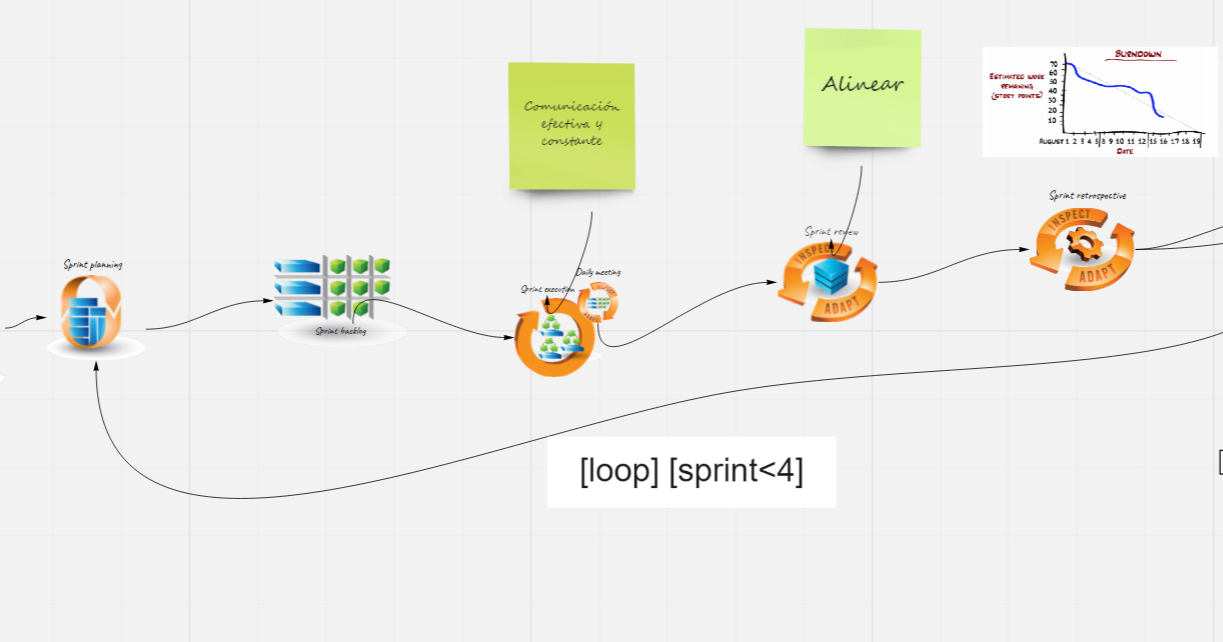 Comunicación
efectiva y
constante
Alinear
BURNDOWN
ESTIMATED WORK
REMAINING
(STORY POINTS)
70
60
50
40
30
20
10
AUGUST 1 2 3 4 5 8 9 10 11 12 15 16 17 18 19
DATE
Sprint planning
Sprint backlog
Sprint execution
Daily meeting
Sprint review
INSPECT
ADAPT
Sprint retrospective
INSPECT
ADAPT
[loop] [sprint<4]